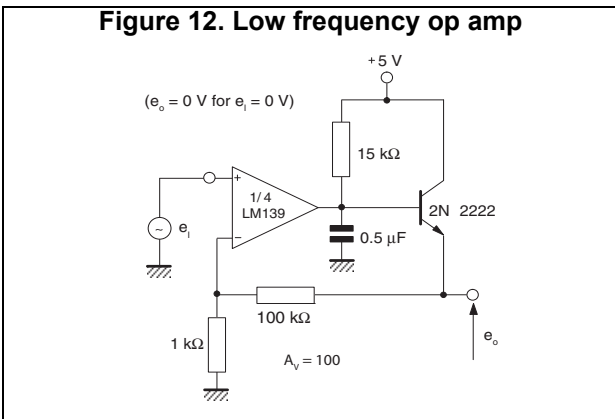 Figure 12. Low frequency op amp
+5 V
(eₒ = 0 V for eᵢ = 0 V)
15 kΩ
+
1/4
LM139
2N 2222
~
eᵢ
0.5 µF
−
100 kΩ
1 kΩ
eₒ
Aᵥ = 100